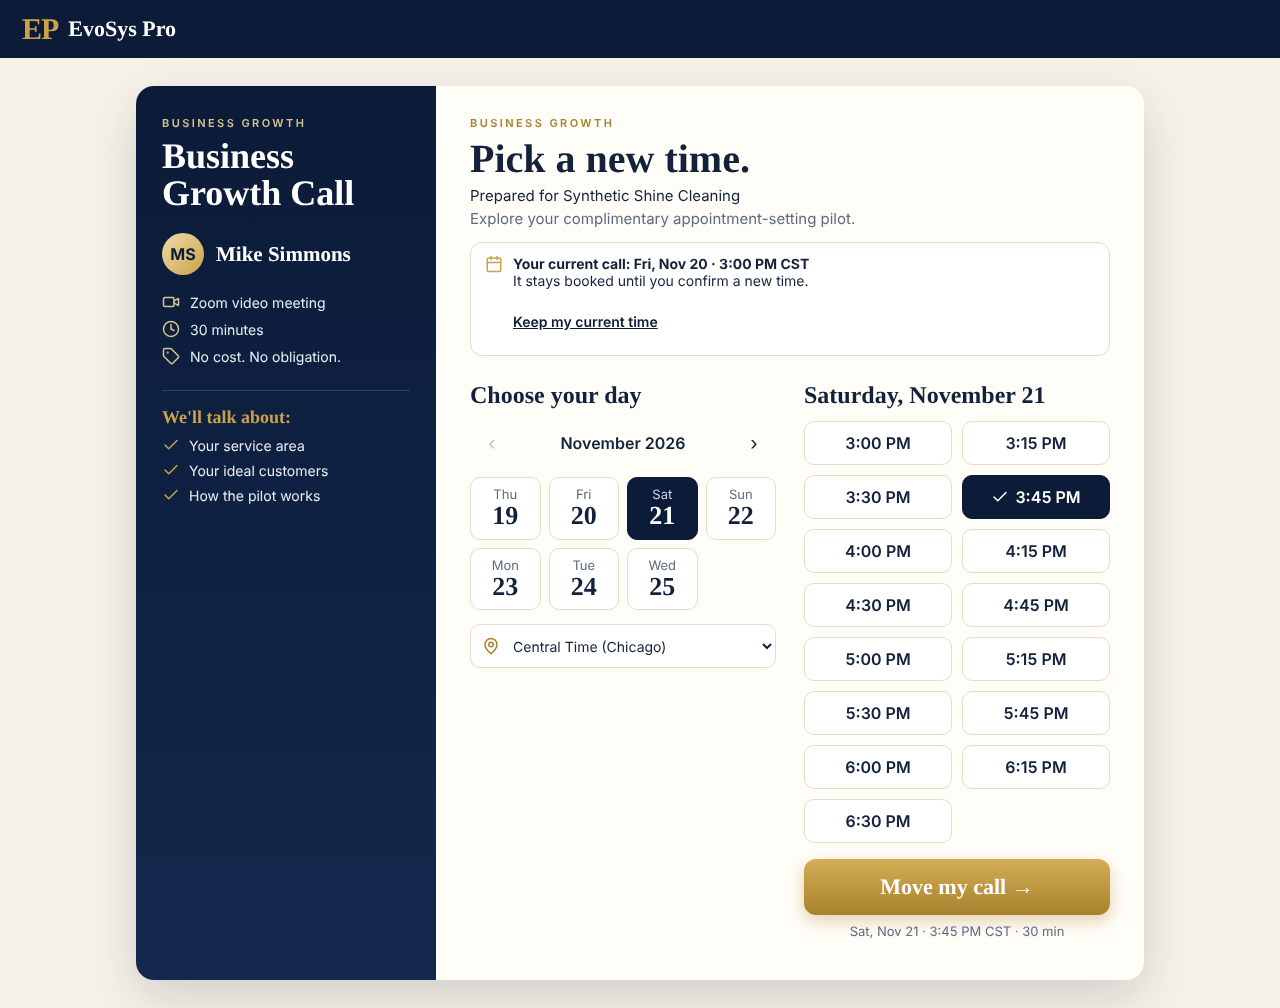 EP EvoSys Pro
BUSINESS GROWTH
Business
Growth Call
MS Mike Simmons
Zoom video meeting
30 minutes
No cost. No obligation.
We'll talk about:
Your service area
Your ideal customers
How the pilot works
BUSINESS GROWTH
Pick a new time.
Prepared for Synthetic Shine Cleaning
Explore your complimentary appointment-setting pilot.
Your current call: Fri, Nov 20 · 3:00 PM CST
It stays booked until you confirm a new time.
Keep my current time
Choose your day
‹ November 2026 ›
Thu Fri Sat Sun
19 20 21 22
Mon Tue Wed
23 24 25
Central Time (Chicago)
Saturday, November 21
3:00 PM 3:15 PM
3:30 PM 3:45 PM
4:00 PM 4:15 PM
4:30 PM 4:45 PM
5:00 PM 5:15 PM
5:30 PM 5:45 PM
6:00 PM 6:15 PM
6:30 PM
Move my call →
Sat, Nov 21 · 3:45 PM CST · 30 min